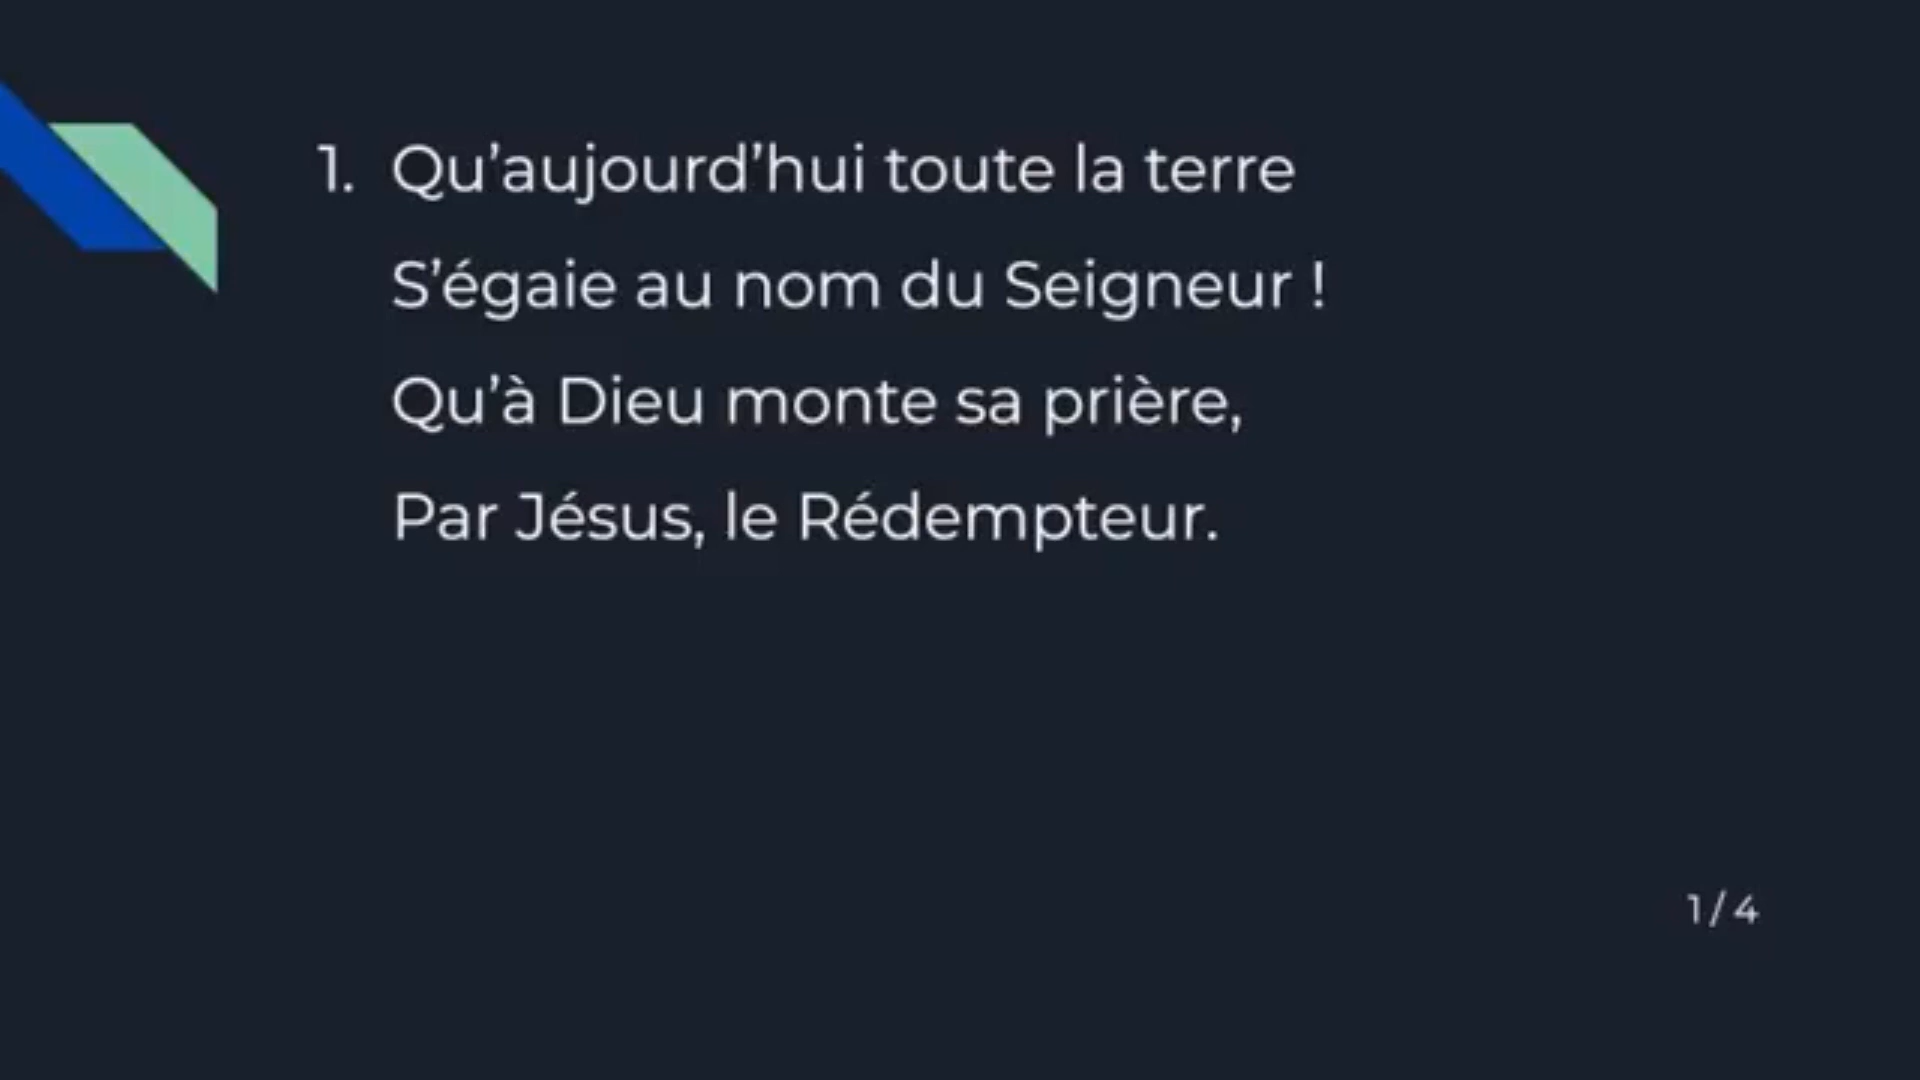 1. Qu’aujourd’hui toute la terre
S’égaie au nom du Seigneur !
Qu’à Dieu monte sa prière,
Par Jésus, le Rédempteur.
1 / 4